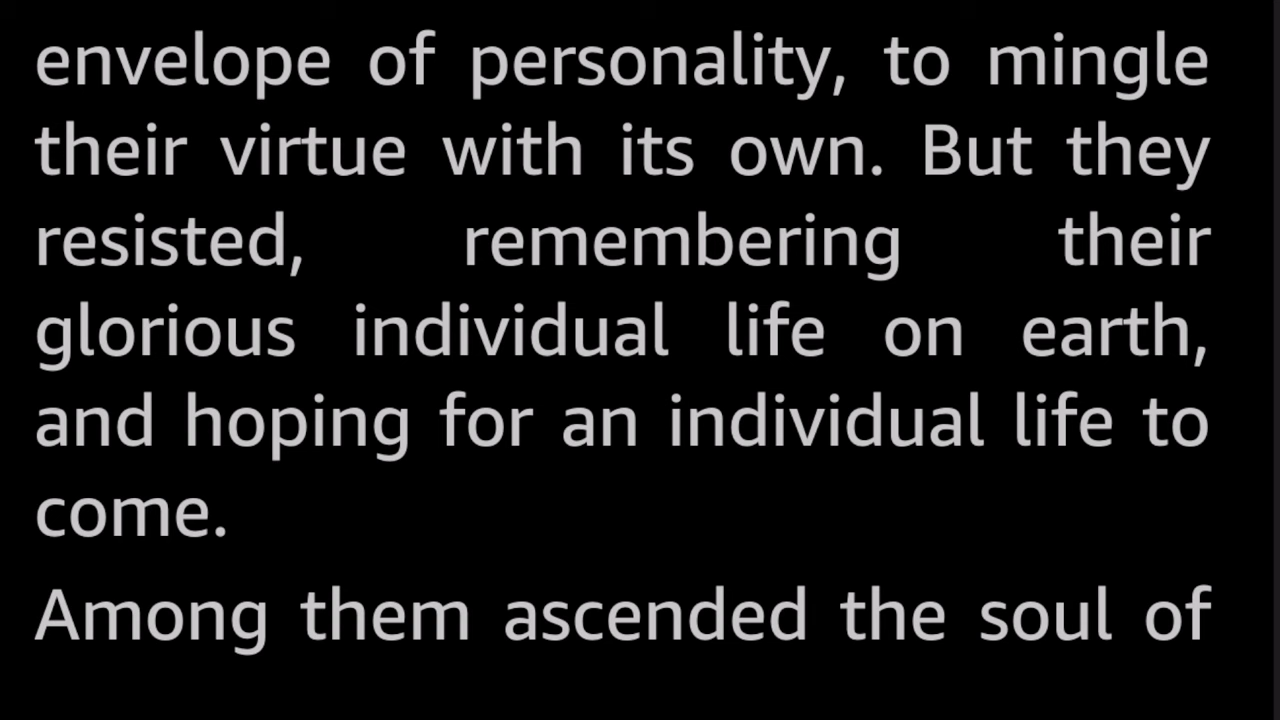 envelope of personality, to mingle
their virtue with its own. But they
resisted, remembering their
glorious individual life on earth,
and hoping for an individual life to
come.
Among them ascended the soul of